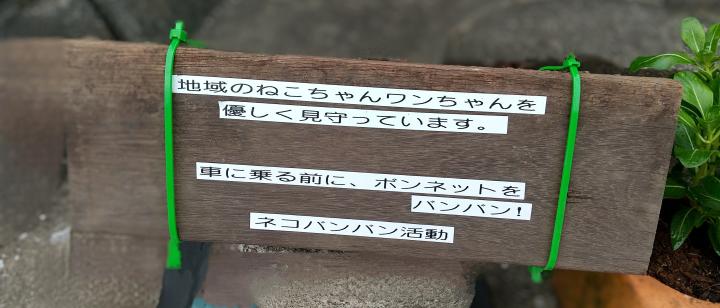 地域のねこちゃんワンちゃんを
優しく見守っています。
車に乗る前に、ボンネットを
バンバン!
ネコバンバン活動